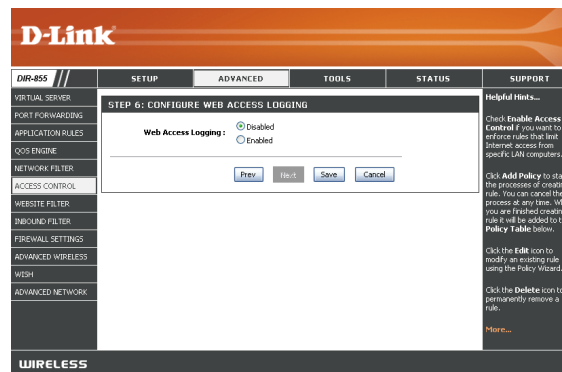 D-Link
DIR-855
SETUP
ADVANCED
TOOLS
STATUS
SUPPORT
VIRTUAL SERVER
PORT FORWARDING
APPLICATION RULES
QOS ENGINE
NETWORK FILTER
ACCESS CONTROL
WEBSITE FILTER
INBOUND FILTER
FIREWALL SETTINGS
ADVANCED WIRELESS
WISH
ADVANCED NETWORK
STEP 6: CONFIGURE WEB ACCESS LOGGING
Web Access Logging :
Disabled
Enabled
Prev
Next
Save
Cancel
Helpful Hints...
Check Enable Access
Control if you want to
enforce rules that limit
Internet access from
specific LAN computers.
Click Add Policy to sta
the processes of creatin
rule. You can cancel the
process at any time. Wh
you are finished creatin
rule it will be added to t
Policy Table below.
Click the Edit icon to
modify an existing rule
using the Policy Wizard.
Click the Delete icon to
permanently remove a
rule.
More...
WIRELESS